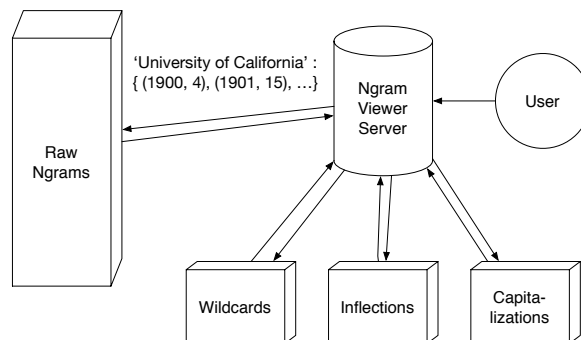 ‘University of California’ :
{ (1900, 4), (1901, 15), …}
Ngram
Viewer
Server
User
Raw
Ngrams
Wildcards
Inflections
Capita-
lizations